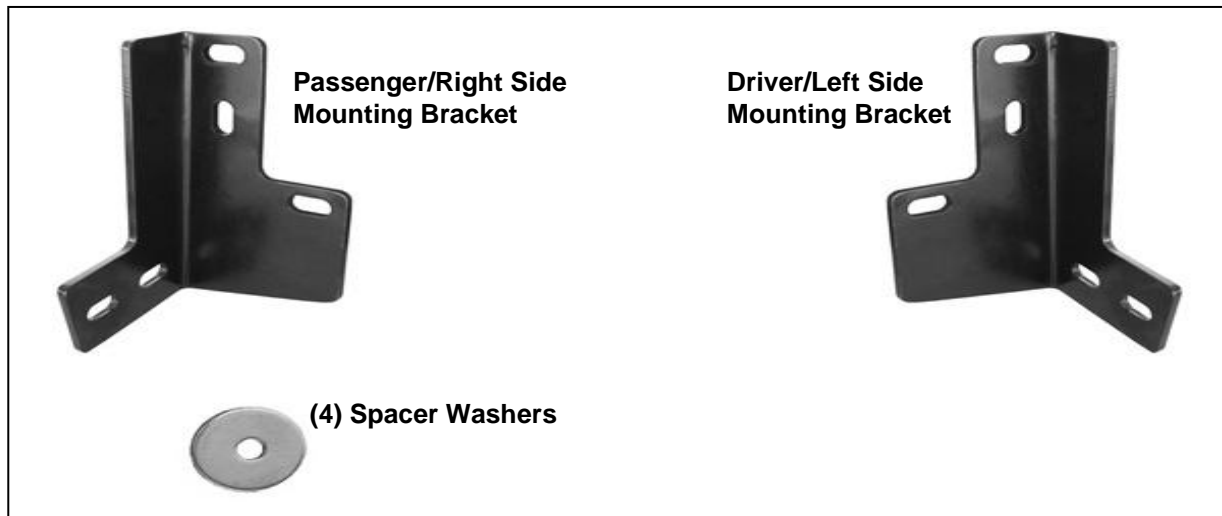 Passenger/Right Side
Mounting Bracket
Driver/Left Side
Mounting Bracket
(4) Spacer Washers